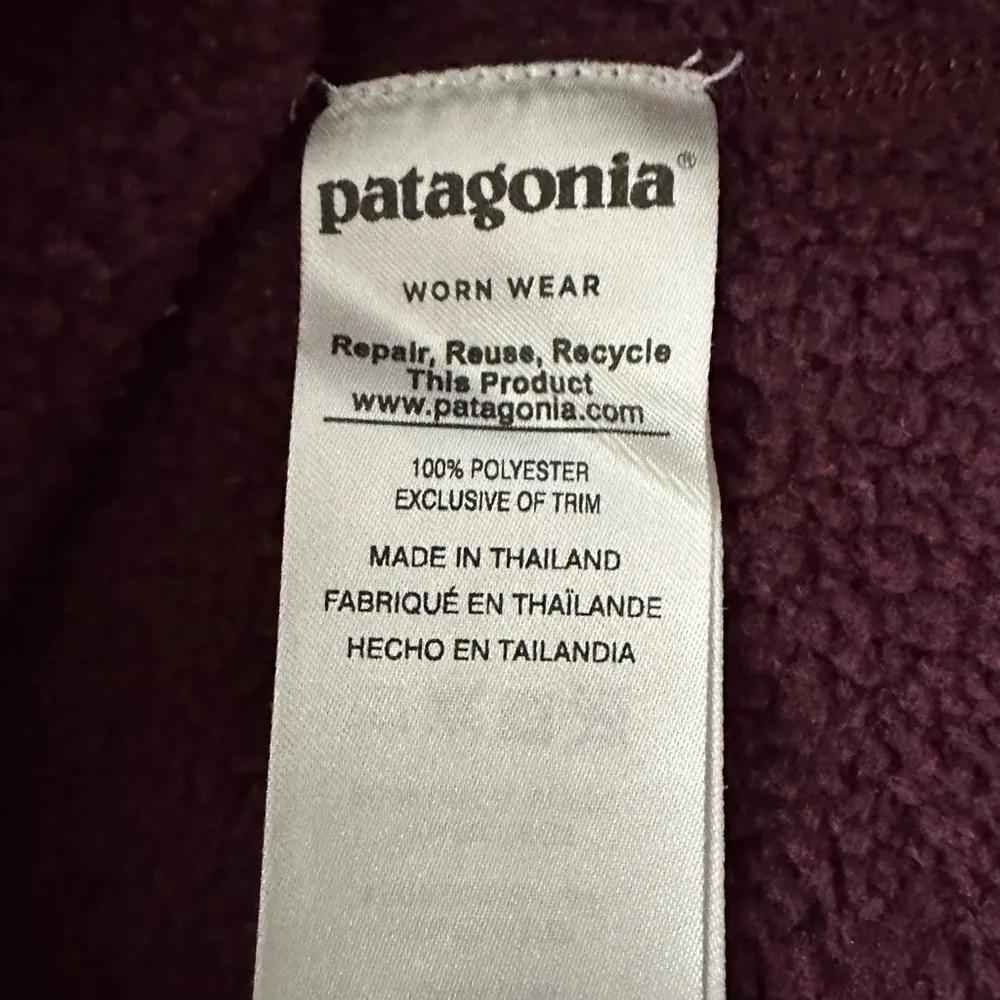 patagonia®
WORN WEAR
Repair, Reuse, Recycle
This Product
www.patagonia.com
100% POLYESTER
EXCLUSIVE OF TRIM
MADE IN THAILAND
FABRIQUÉ EN THAÏLANDE
HECHO EN TAILANDIA